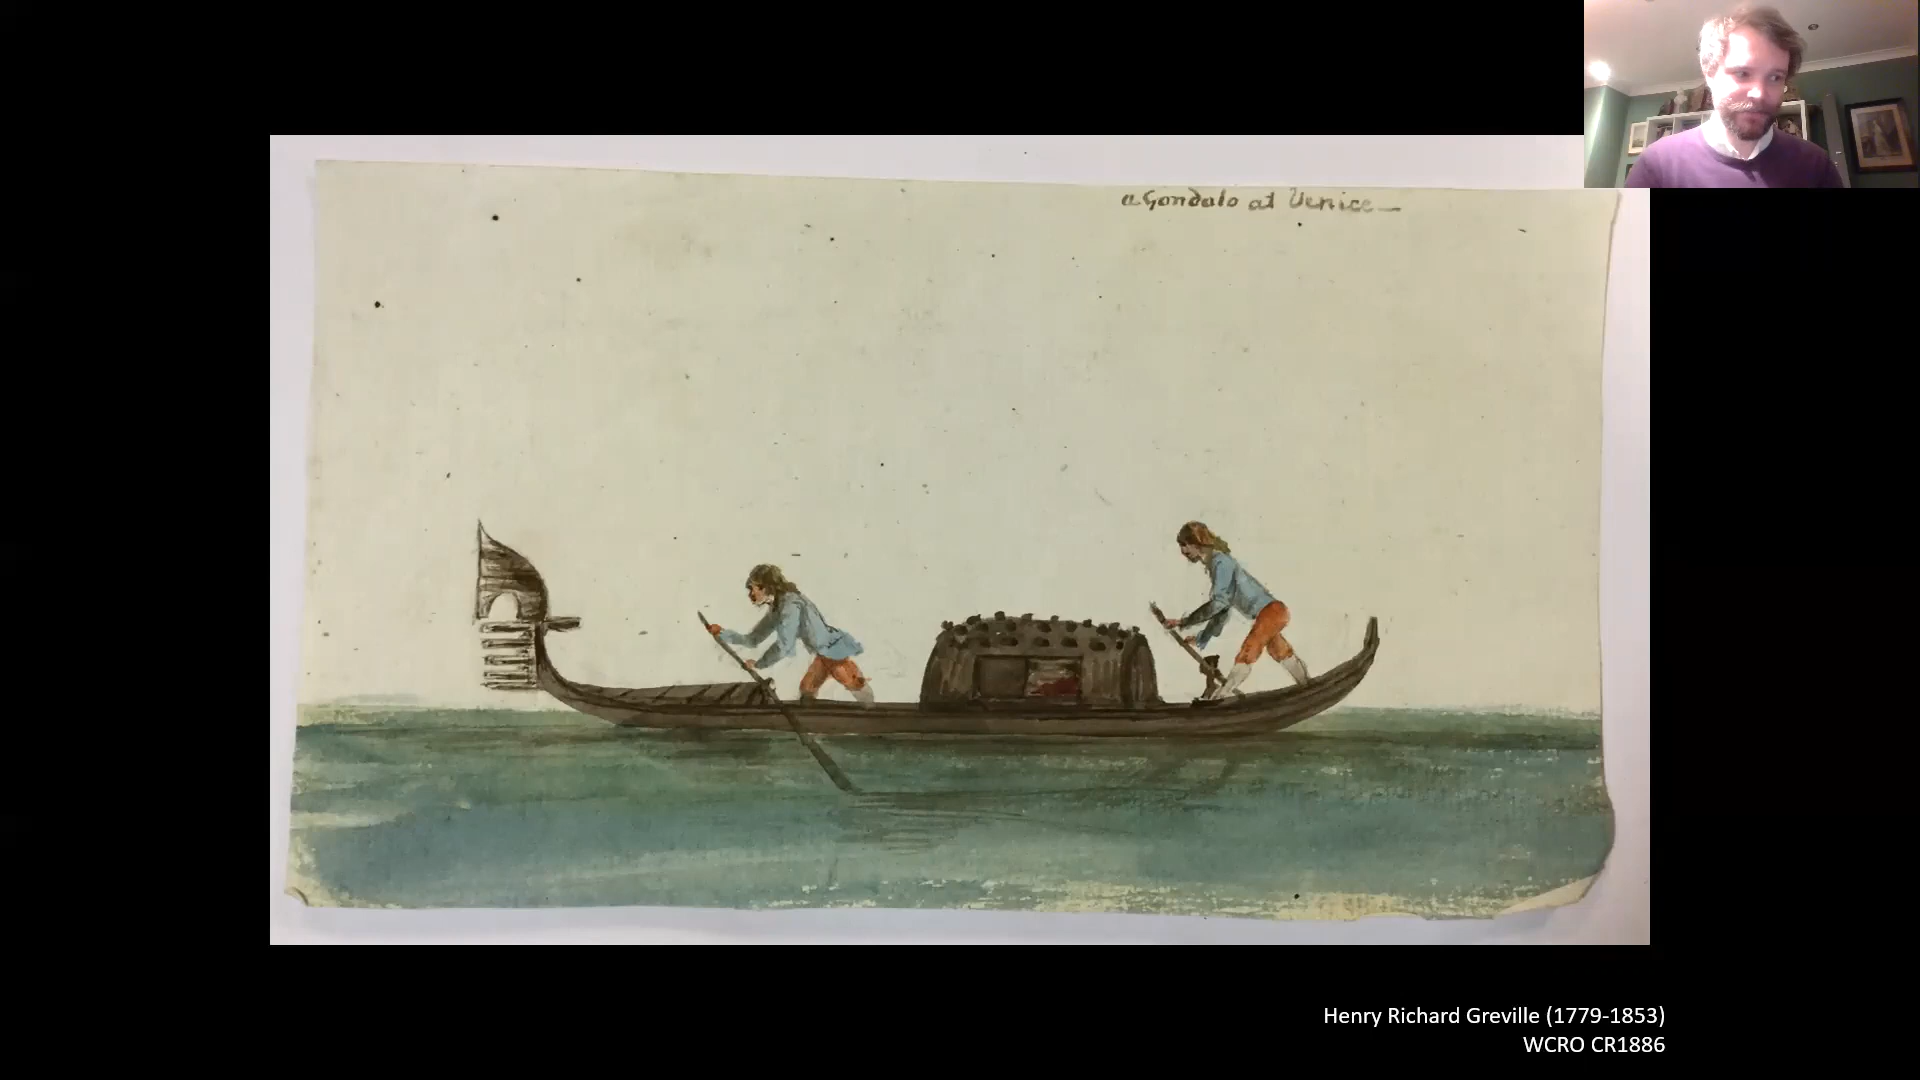 a Gondalo at Venice—
Henry Richard Greville (1779-1853)
WCRO CR1886